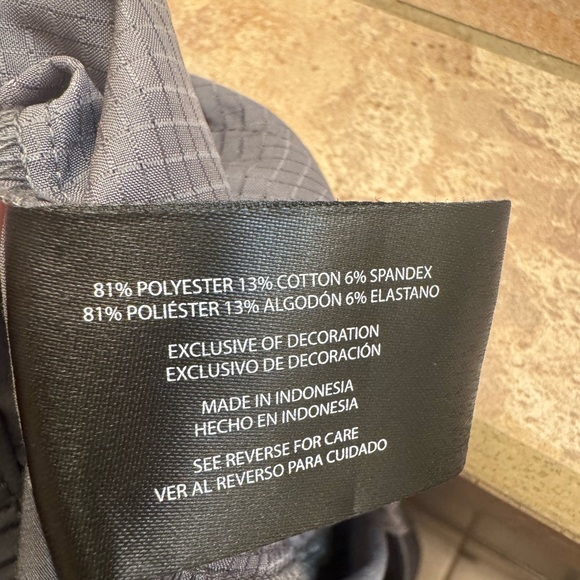 81% POLYESTER 13% COTTON 6% SPANDEX
81% POLIÉSTER 13% ALGODÓN 6% ELASTANO
EXCLUSIVE OF DECORATION
EXCLUSIVO DE DECORACIÓN
MADE IN INDONESIA
HECHO EN INDONESIA
SEE REVERSE FOR CARE
VER AL REVERSO PARA CUIDADO